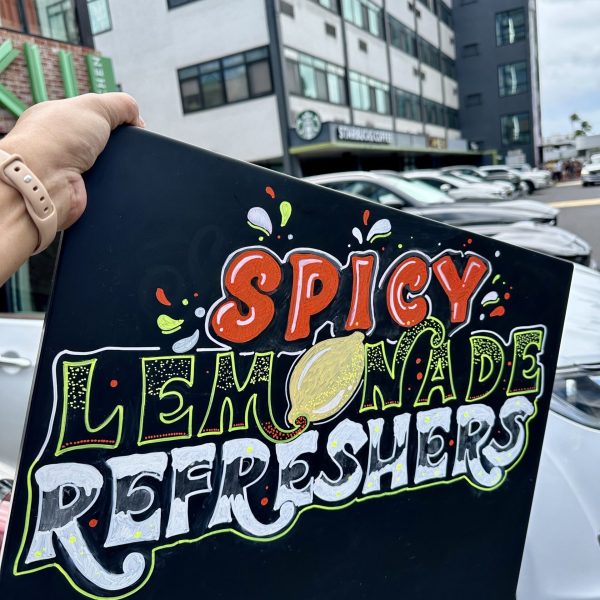 SPICY
LEMONADE
REFRESHERS
STARBUCKS COFFEE